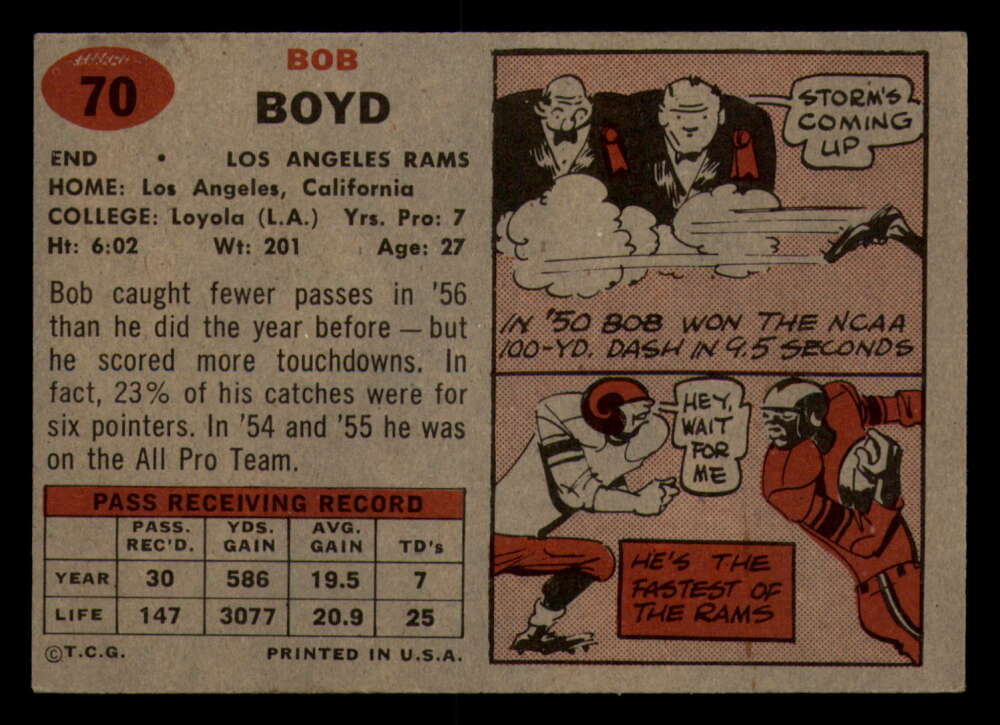 70
BOB
BOYD
END • LOS ANGELES RAMS
HOME: Los Angeles, California
COLLEGE: Loyola (L.A.) Yrs. Pro: 7
Ht: 6:02 Wt: 201 Age: 27
Bob caught fewer passes in '56
than he did the year before — but
he scored more touchdowns. In
fact, 23% of his catches were for
six pointers. In '54 and '55 he was
on the All Pro Team.
PASS RECEIVING RECORD
PASS. REC'D. YDS. GAIN AVG. GAIN TD's
YEAR 30 586 19.5 7
LIFE 147 3077 20.9 25
©T.C.G. PRINTED IN U.S.A.
STORM'S
COMING
UP
IN '50 BOB WON THE NCAA
100-YD. DASH IN 9.5 SECONDS
HEY,
WAIT
FOR
ME
HE'S THE
FASTEST OF
THE RAMS